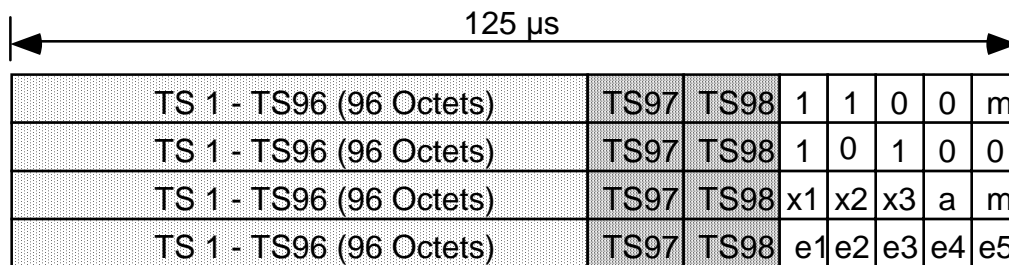 125 µs
TS 1 - TS96 (96 Octets) TS97 TS98 1 1 0 0 m
TS 1 - TS96 (96 Octets) TS97 TS98 1 0 1 0 0
TS 1 - TS96 (96 Octets) TS97 TS98 x1 x2 x3 a m
TS 1 - TS96 (96 Octets) TS97 TS98 e1 e2 e3 e4 e5